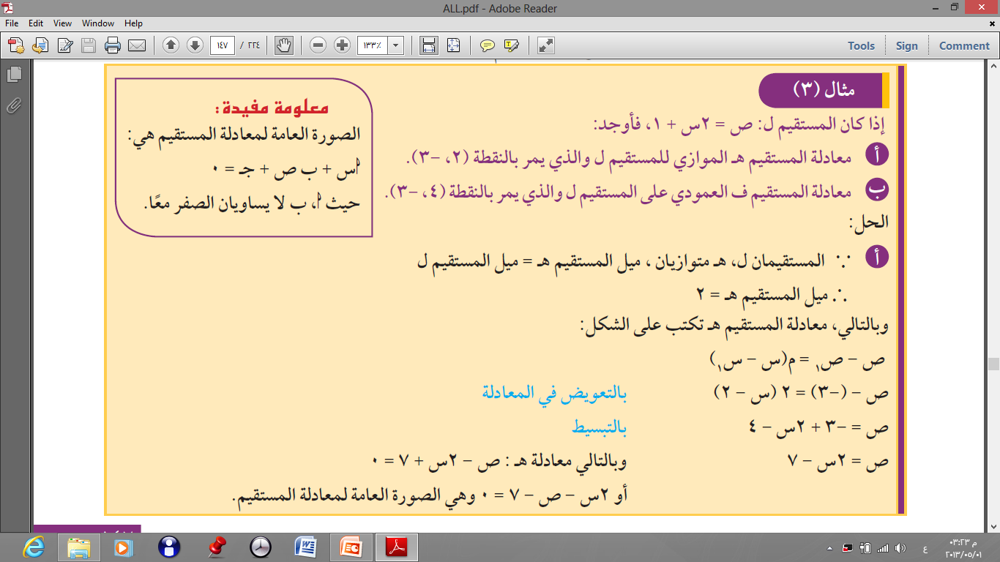 ALL.pdf - Adobe Reader
File Edit View Window Help
١٤٧ / ٢٢٤ ١٣٣٪ Tools Sign Comment
مثال (٣)
إذا كان المستقيم ل: ص = ٢س + ١، فأوجد:
أ معادلة المستقيم هـ الموازي للمستقيم ل والذي يمر بالنقطة (٢، -٣).
ب معادلة المستقيم ف العمودي على المستقيم ل والذي يمر بالنقطة (٤، -٣).
معلومة مفيدة:
الصورة العامة لمعادلة المستقيم هي:
أس + ب ص + جـ = ٠
حيث أ، ب لا يساويان الصفر معًا.
الحل:
أ ∵ المستقيمان ل، هـ متوازيان ، ميل المستقيم هـ = ميل المستقيم ل
∴ ميل المستقيم هـ = ٢
وبالتالي، معادلة المستقيم هـ تكتب على الشكل:
ص - ص١ = م(س - س١)
ص - (-٣) = ٢ (س - ٢) بالتعويض في المعادلة
ص = -٣ + ٢س - ٤ بالتبسيط
ص = ٢س - ٧ وبالتالي معادلة هـ : ص - ٢س + ٧ = ٠
أو ٢س - ص - ٧ = ٠ وهي الصورة العامة لمعادلة المستقيم.
ع ٠٣:٢٣ م
٢٠١٣/٠٥/٠١